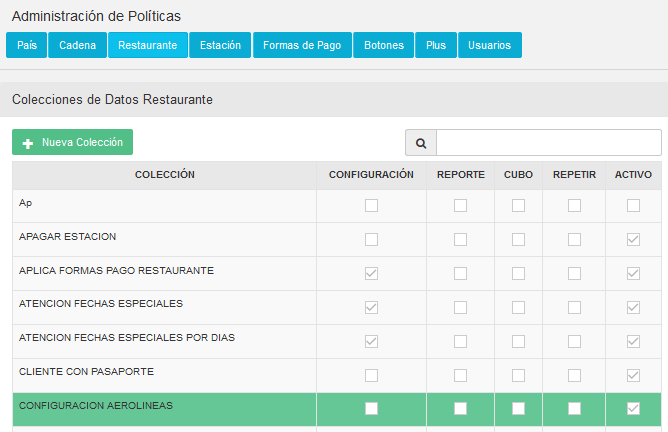 Administración de Políticas
País Cadena Restaurante Estación Formas de Pago Botones Plus Usuarios
Colecciones de Datos Restaurante
Nueva Colección
COLECCIÓN CONFIGURACIÓN REPORTE CUBO REPETIR ACTIVO
Ap
APAGAR ESTACION
APLICA FORMAS PAGO RESTAURANTE
ATENCION FECHAS ESPECIALES
ATENCION FECHAS ESPECIALES POR DIAS
CLIENTE CON PASAPORTE
CONFIGURACION AEROLINEAS